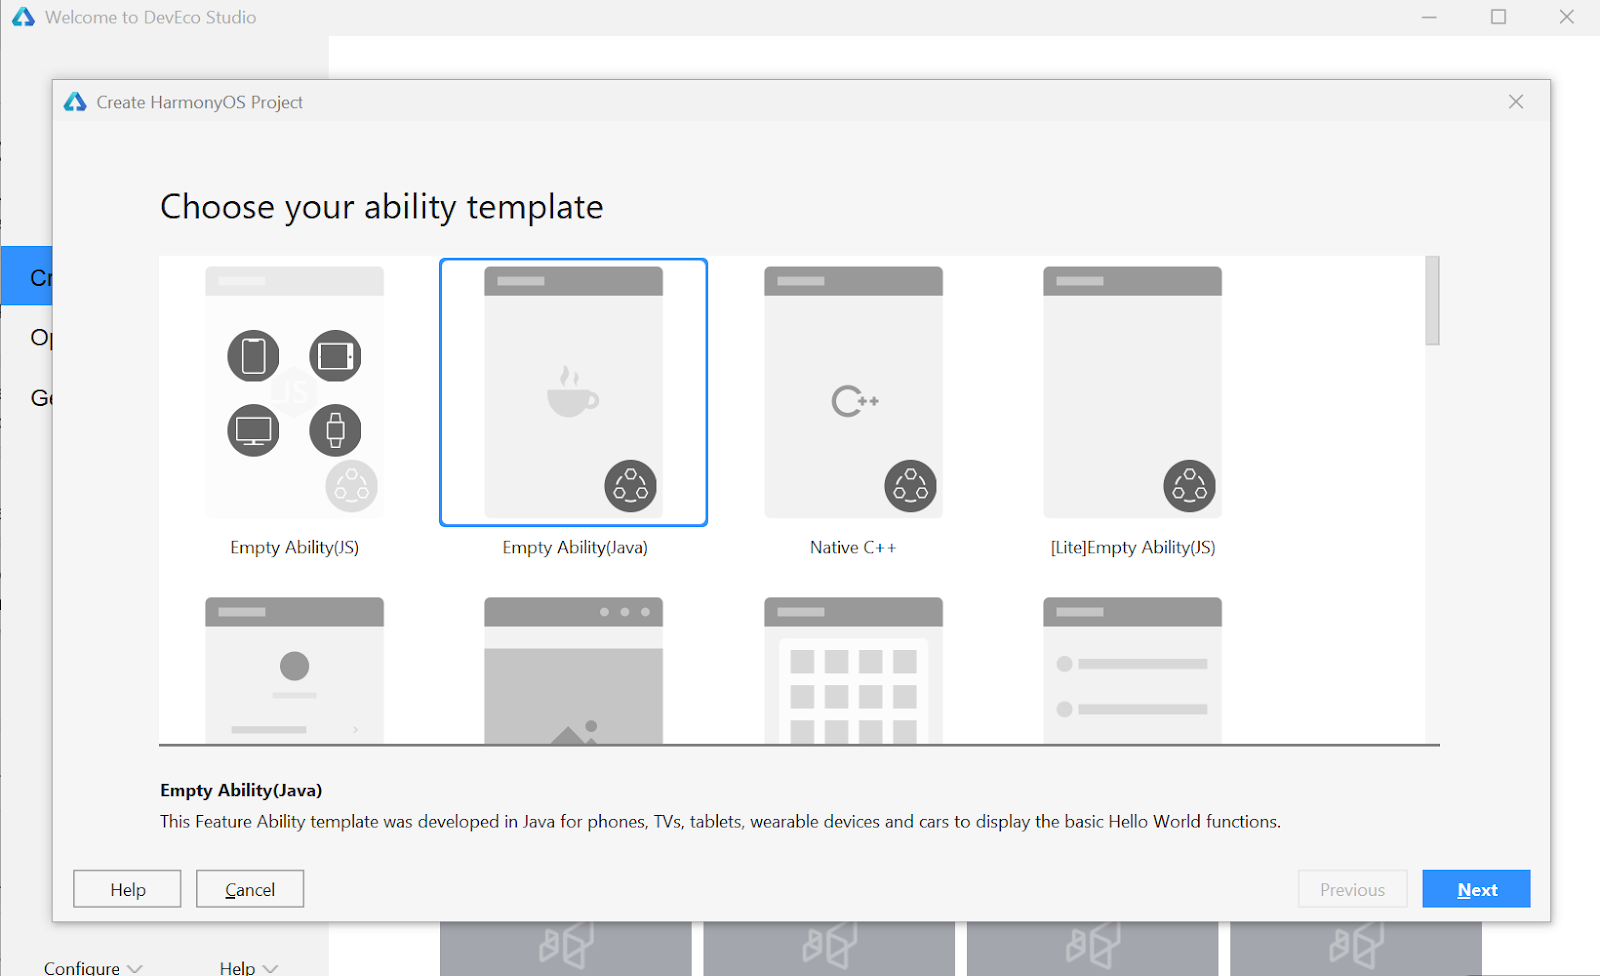 Welcome to DevEco Studio
Create HarmonyOS Project
Choose your ability template
Cr
Op
Ge
JS
C++
Empty Ability(JS)
Empty Ability(Java)
Native C++
[Lite]Empty Ability(JS)
Empty Ability(Java)
This Feature Ability template was developed in Java for phones, TVs, tablets, wearable devices and cars to display the basic Hello World functions.
Help
Cancel
Previous
Next
Configure
Help